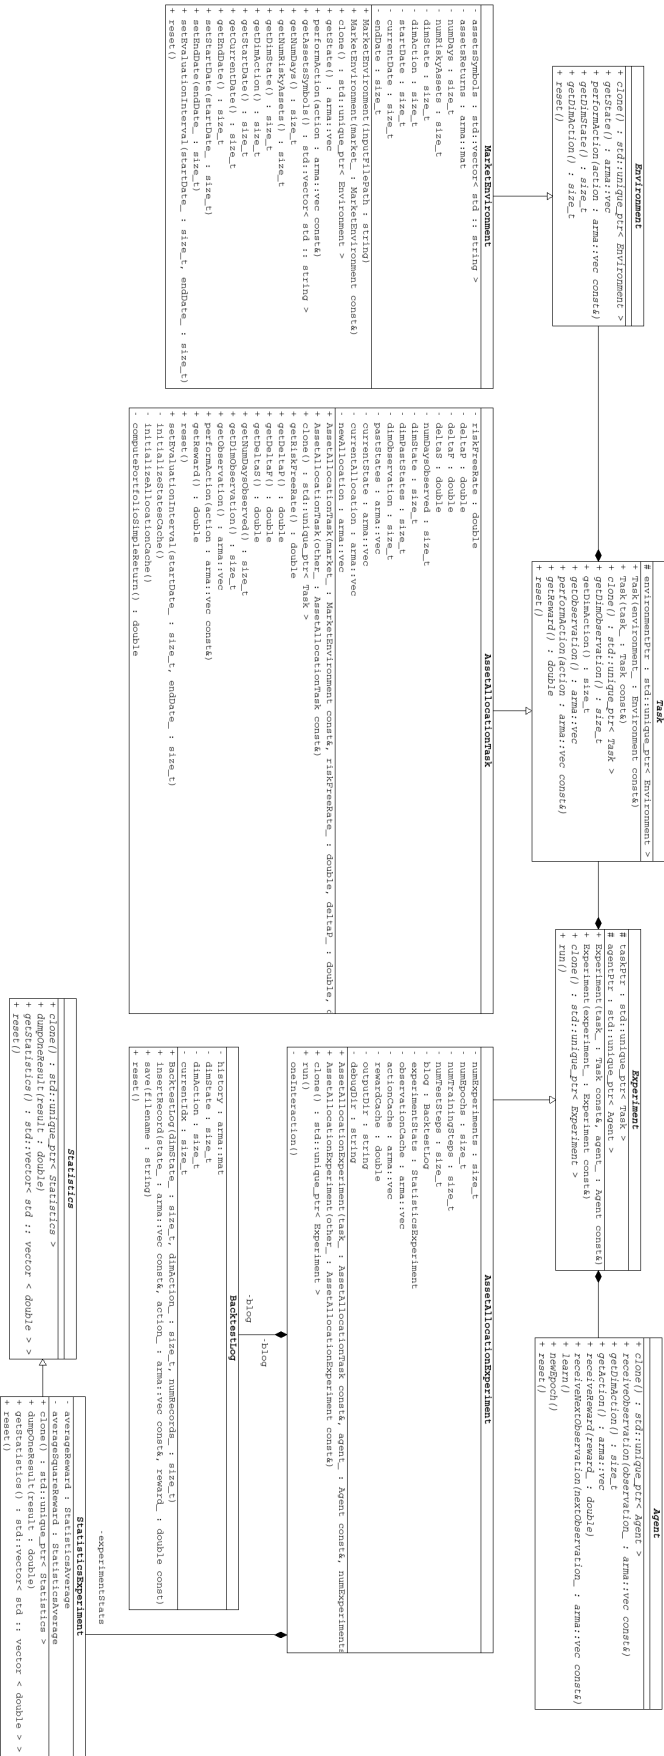 Environment
+ clone() : std::unique_ptr< Environment >
+ getState() : arma::vec
+ performAction(action : arma::vec const&)
+ getDimState() : size_t
+ getDimAction() : size_t
+ reset()
MarketEnvironment
- assetsSymbols : std::vector< std :: string >
- assetsReturns : arma::mat
- numDays : size_t
- numRiskyAssets : size_t
- dimState : size_t
- dimAction : size_t
- startDate : size_t
- currentDate : size_t
- endDate : size_t
+ MarketEnvironment(inputFilePath : string)
+ MarketEnvironment(market_ : MarketEnvironment const&)
+ clone() : std::unique_ptr< Environment >
+ getState() : arma::vec
+ performAction(action : arma::vec const&)
+ getAssetsSymbols() : std::vector< std :: string >
+ getNumDays() : size_t
+ getNumRiskyAssets() : size_t
+ getDimState() : size_t
+ getDimAction() : size_t
+ getStartDate() : size_t
+ getCurrentDate() : size_t
+ getEndDate() : size_t
+ setStartDate(startDate_ : size_t)
+ setEndDate(endDate_ : size_t)
+ setEvaluationInterval(startDate_ : size_t, endDate_ : size_t)
+ reset()
Task
# environmentPtr : std::unique_ptr< Environment >
+ Task(environment_ : Environment const&)
+ Task(task_ : Task const&)
+ clone() : std::unique_ptr< Task >
+ getDimObservation() : size_t
+ getDimAction() : size_t
+ getObservation() : arma::vec
+ performAction(action : arma::vec const&)
+ getReward() : double
+ reset()
AssetAllocationTask
- riskFreeRate : double
- deltaP : double
- deltaF : double
- deltaS : double
- numDaysObserved : size_t
- dimState : size_t
- dimPastStates : size_t
- dimObservation : size_t
- pastStates : arma::vec
- currentState : arma::vec
- currentAllocation : arma::vec
- newAllocation : arma::vec
+ AssetAllocationTask(market_ : MarketEnvironment const&, riskFreeRate_ : double, deltaP_ : double, 
+ AssetAllocationTask(other_ : AssetAllocationTask const&)
+ clone() : std::unique_ptr< Task >
+ getRiskFreeRate() : double
+ getDeltaP() : double
+ getDeltaF() : double
+ getDeltaS() : double
+ getNumDaysObserved() : size_t
+ getDimObservation() : size_t
+ getObservation() : arma::vec
+ performAction(action : arma::vec const&)
+ getReward() : double
+ reset()
+ setEvaluationInterval(startDate_ : size_t, endDate_ : size_t)
- initializeStatesCache()
- initializeAllocationCache()
- computePortfolioSimpleReturn() : double
Experiment
# taskPtr : std::unique_ptr< Task >
# agentPtr : std::unique_ptr< Agent >
+ Experiment(task_ : Task const&, agent_ : Agent const&)
+ Experiment(experiment_ : Experiment const&)
+ clone() : std::unique_ptr< Experiment >
+ run()
AssetAllocationExperiment
- numExperiments : size_t
- numEpochs : size_t
- numTrainingSteps : size_t
- numTestSteps : size_t
- blog : BacktestLog
- experimentStats : StatisticsExperiment
- observationCache : arma::vec
- actionCache : arma::vec
- rewardCache : double
- outputDir : string
- debugDir : string
+ AssetAllocationExperiment(task_ : AssetAllocationTask const&, agent_ : Agent const&, numExperiments
+ AssetAllocationExperiment(other_ : AssetAllocationExperiment const&)
+ clone() : std::unique_ptr< Experiment >
+ run()
- oneInteraction()
-blog
-blog
BacktestLog
- history : arma::mat
- dimState : size_t
- dimAction : size_t
- currentIdx : size_t
+ BacktestLog(dimState_ : size_t, dimAction_ : size_t, numRecords_ : size_t)
+ insertRecord(state_ : arma::vec const&, action_ : arma::vec const&, reward_ : double const)
+ save(filename : string)
+ reset()
Agent
+ clone() : std::unique_ptr< Agent >
+ receiveObservation(observation_ : arma::vec const&)
+ getDimAction() : size_t
+ getAction() : arma::vec
+ receiveReward(reward_ : double)
+ receiveNextObservation(nextObservation_ : arma::vec const&)
+ learn()
+ newEpoch()
+ reset()
Statistics
+ clone() : std::unique_ptr< Statistics >
+ dumpOneResult(result : double)
+ getStatistics() : std::vector< std :: vector < double > >
+ reset()
-experimentStats
StatisticsExperiment
- averageReward : StatisticsAverage
- averageSquareReward : StatisticsAverage
+ clone() : std::unique_ptr< Statistics >
+ dumpOneResult(result : double)
+ getStatistics() : std::vector< std :: vector < double > >
+ reset()